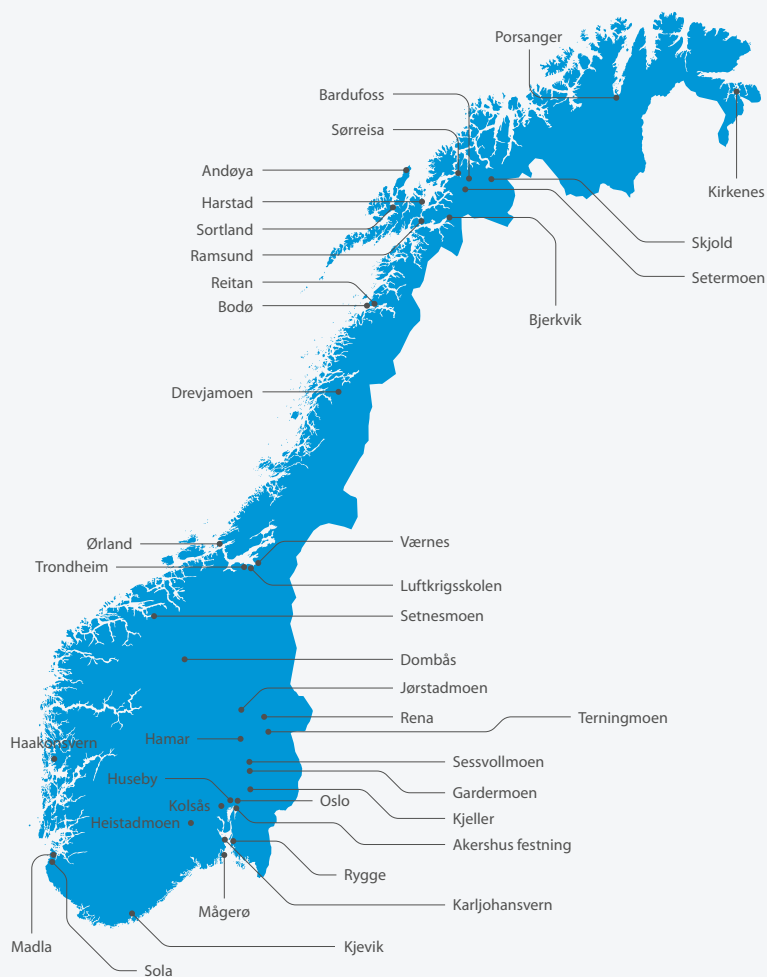 Porsanger
Bardufoss
Sørreisa
Andøya
Kirkenes
Harstad
Sortland
Skjold
Ramsund
Setermoen
Reitan
Bodø
Bjerkvik
Drevjamoen
Ørland
Værnes
Trondheim
Luftkrigsskolen
Setnesmoen
Dombås
Jørstadmoen
Rena
Terningmoen
Haakonsvern
Hamar
Sessvollmoen
Huseby
Gardermoen
Kolsås
Oslo
Kjeller
Heistadmoen
Akershus festning
Rygge
Karljohansvern
Mågerø
Madla
Kjevik
Sola